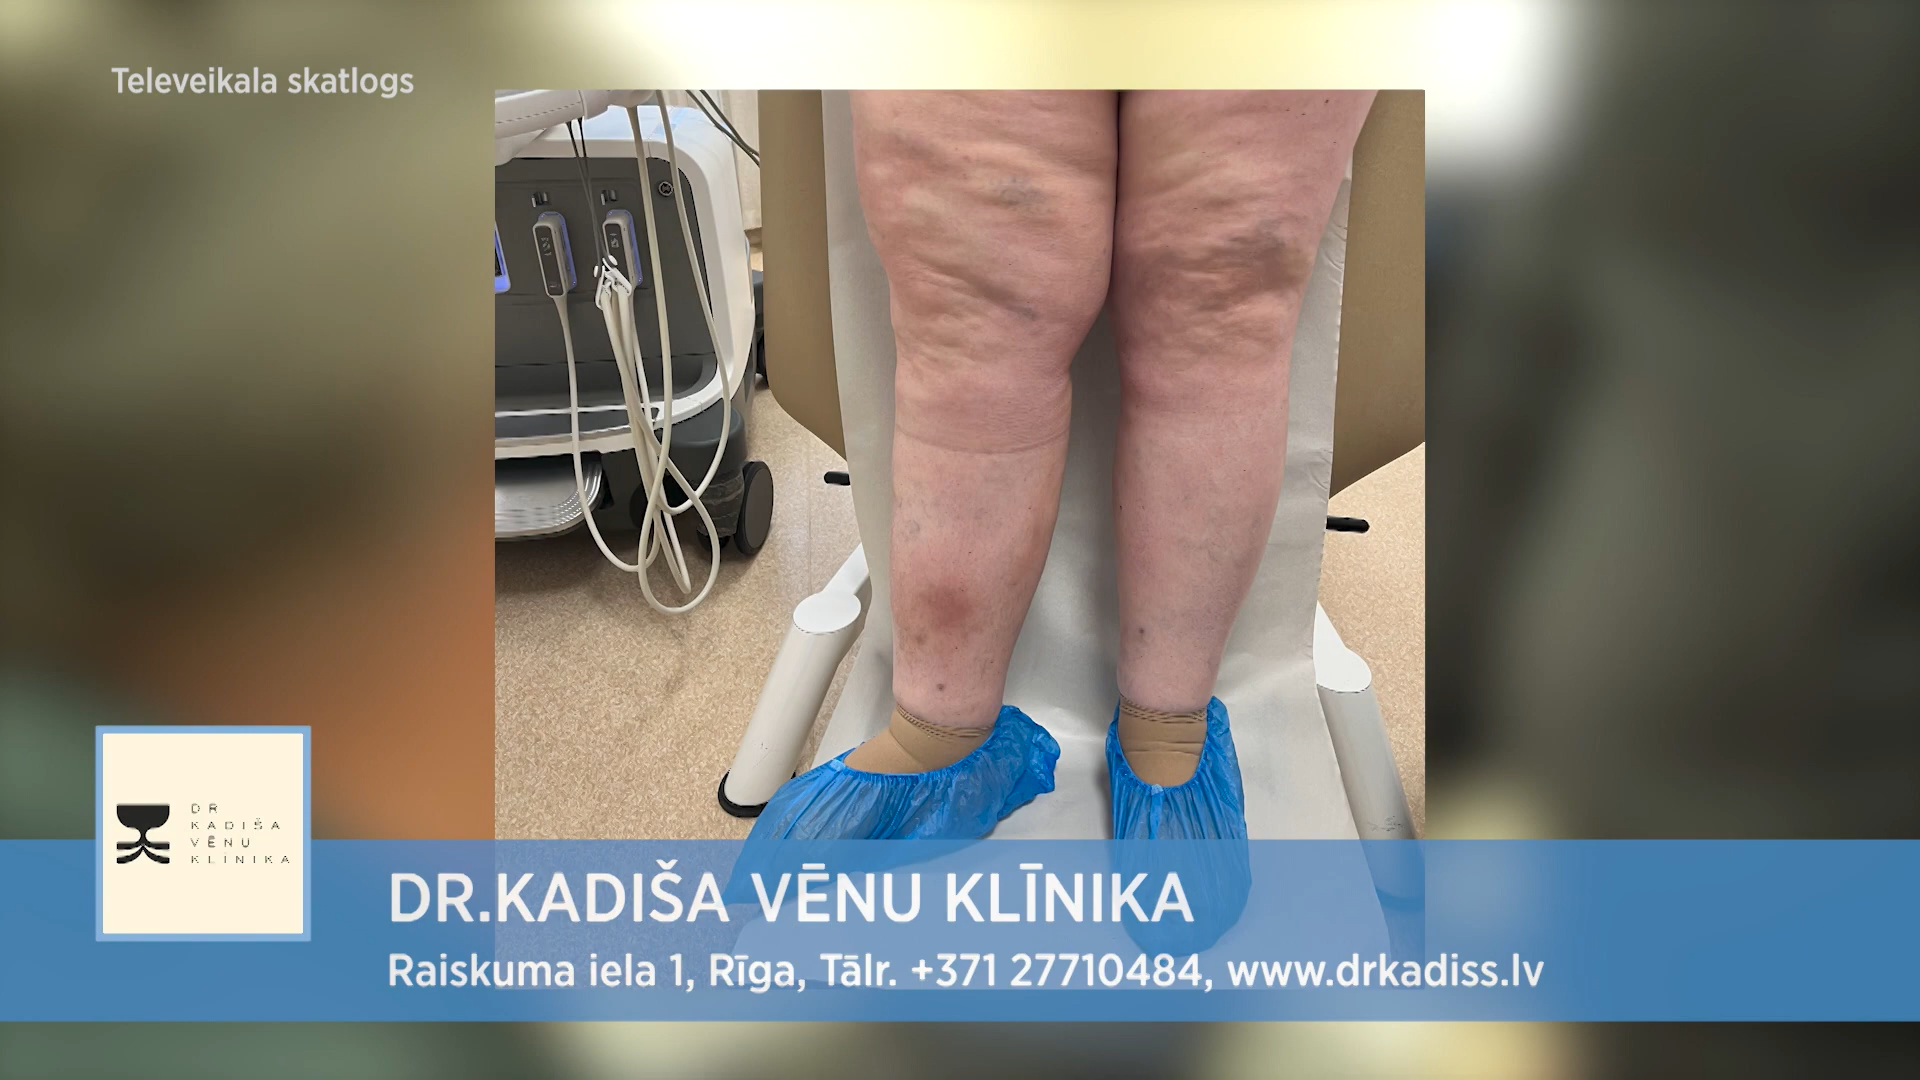 Televeikala skatlogs
DR
KADIŠA
VĒNU
KLINIKA
DR.KADIŠA VĒNU KLĪNIKA
Raiskuma iela 1, Rīga, Tālr. +371 27710484, www.drkadiss.lv